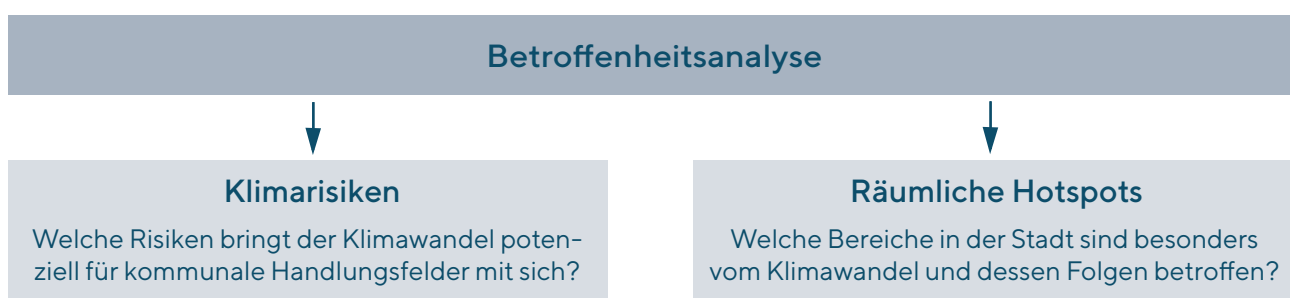 Betroffenheitsanalyse
Klimarisiken
Welche Risiken bringt der Klimawandel poten-
ziell für kommunale Handlungsfelder mit sich?
Räumliche Hotspots
Welche Bereiche in der Stadt sind besonders
vom Klimawandel und dessen Folgen betroffen?